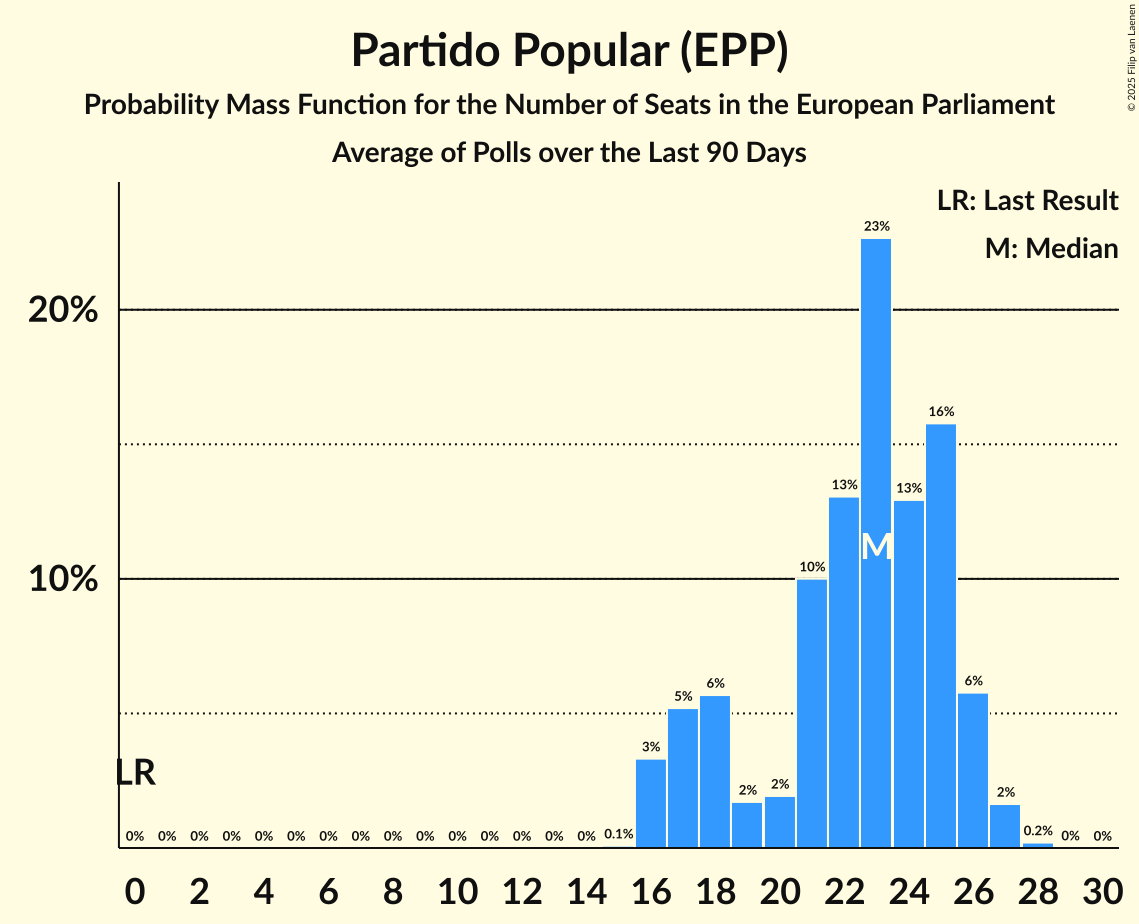 Partido Popular (EPP)
Probability Mass Function for the Number of Seats in the European Parliament
Average of Polls over the Last 90 Days
© 2025 Filip van Laenen
LR: Last Result
M: Median
23%
20%
16%
13% 13%
M
10%
10%
6% 6%
5%
3%
LR
2% 2% 2%
0% 0% 0% 0% 0% 0% 0% 0% 0% 0% 0% 0% 0% 0% 0% 0.1% 0.2% 0% 0%
0 2 4 6 8 10 12 14 16 18 20 22 24 26 28 30